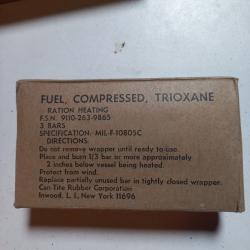 FUEL, COMPRESSED, TRIOXANE
RATION HEATING
F.S.N. 9110-263-9865
3 BARS
SPECIFICATION: MIL-F-10805C
DIRECTIONS:
Do not remove wrapper until ready to use.
Place and burn 1/3 bar or more approximately
2 inches below vessel being heated.
Protect from wind.
Replace partially unused bar in tightly closed wrapper.
Can-Tite Rubber Corporation
Inwood, L. I., New York 11696